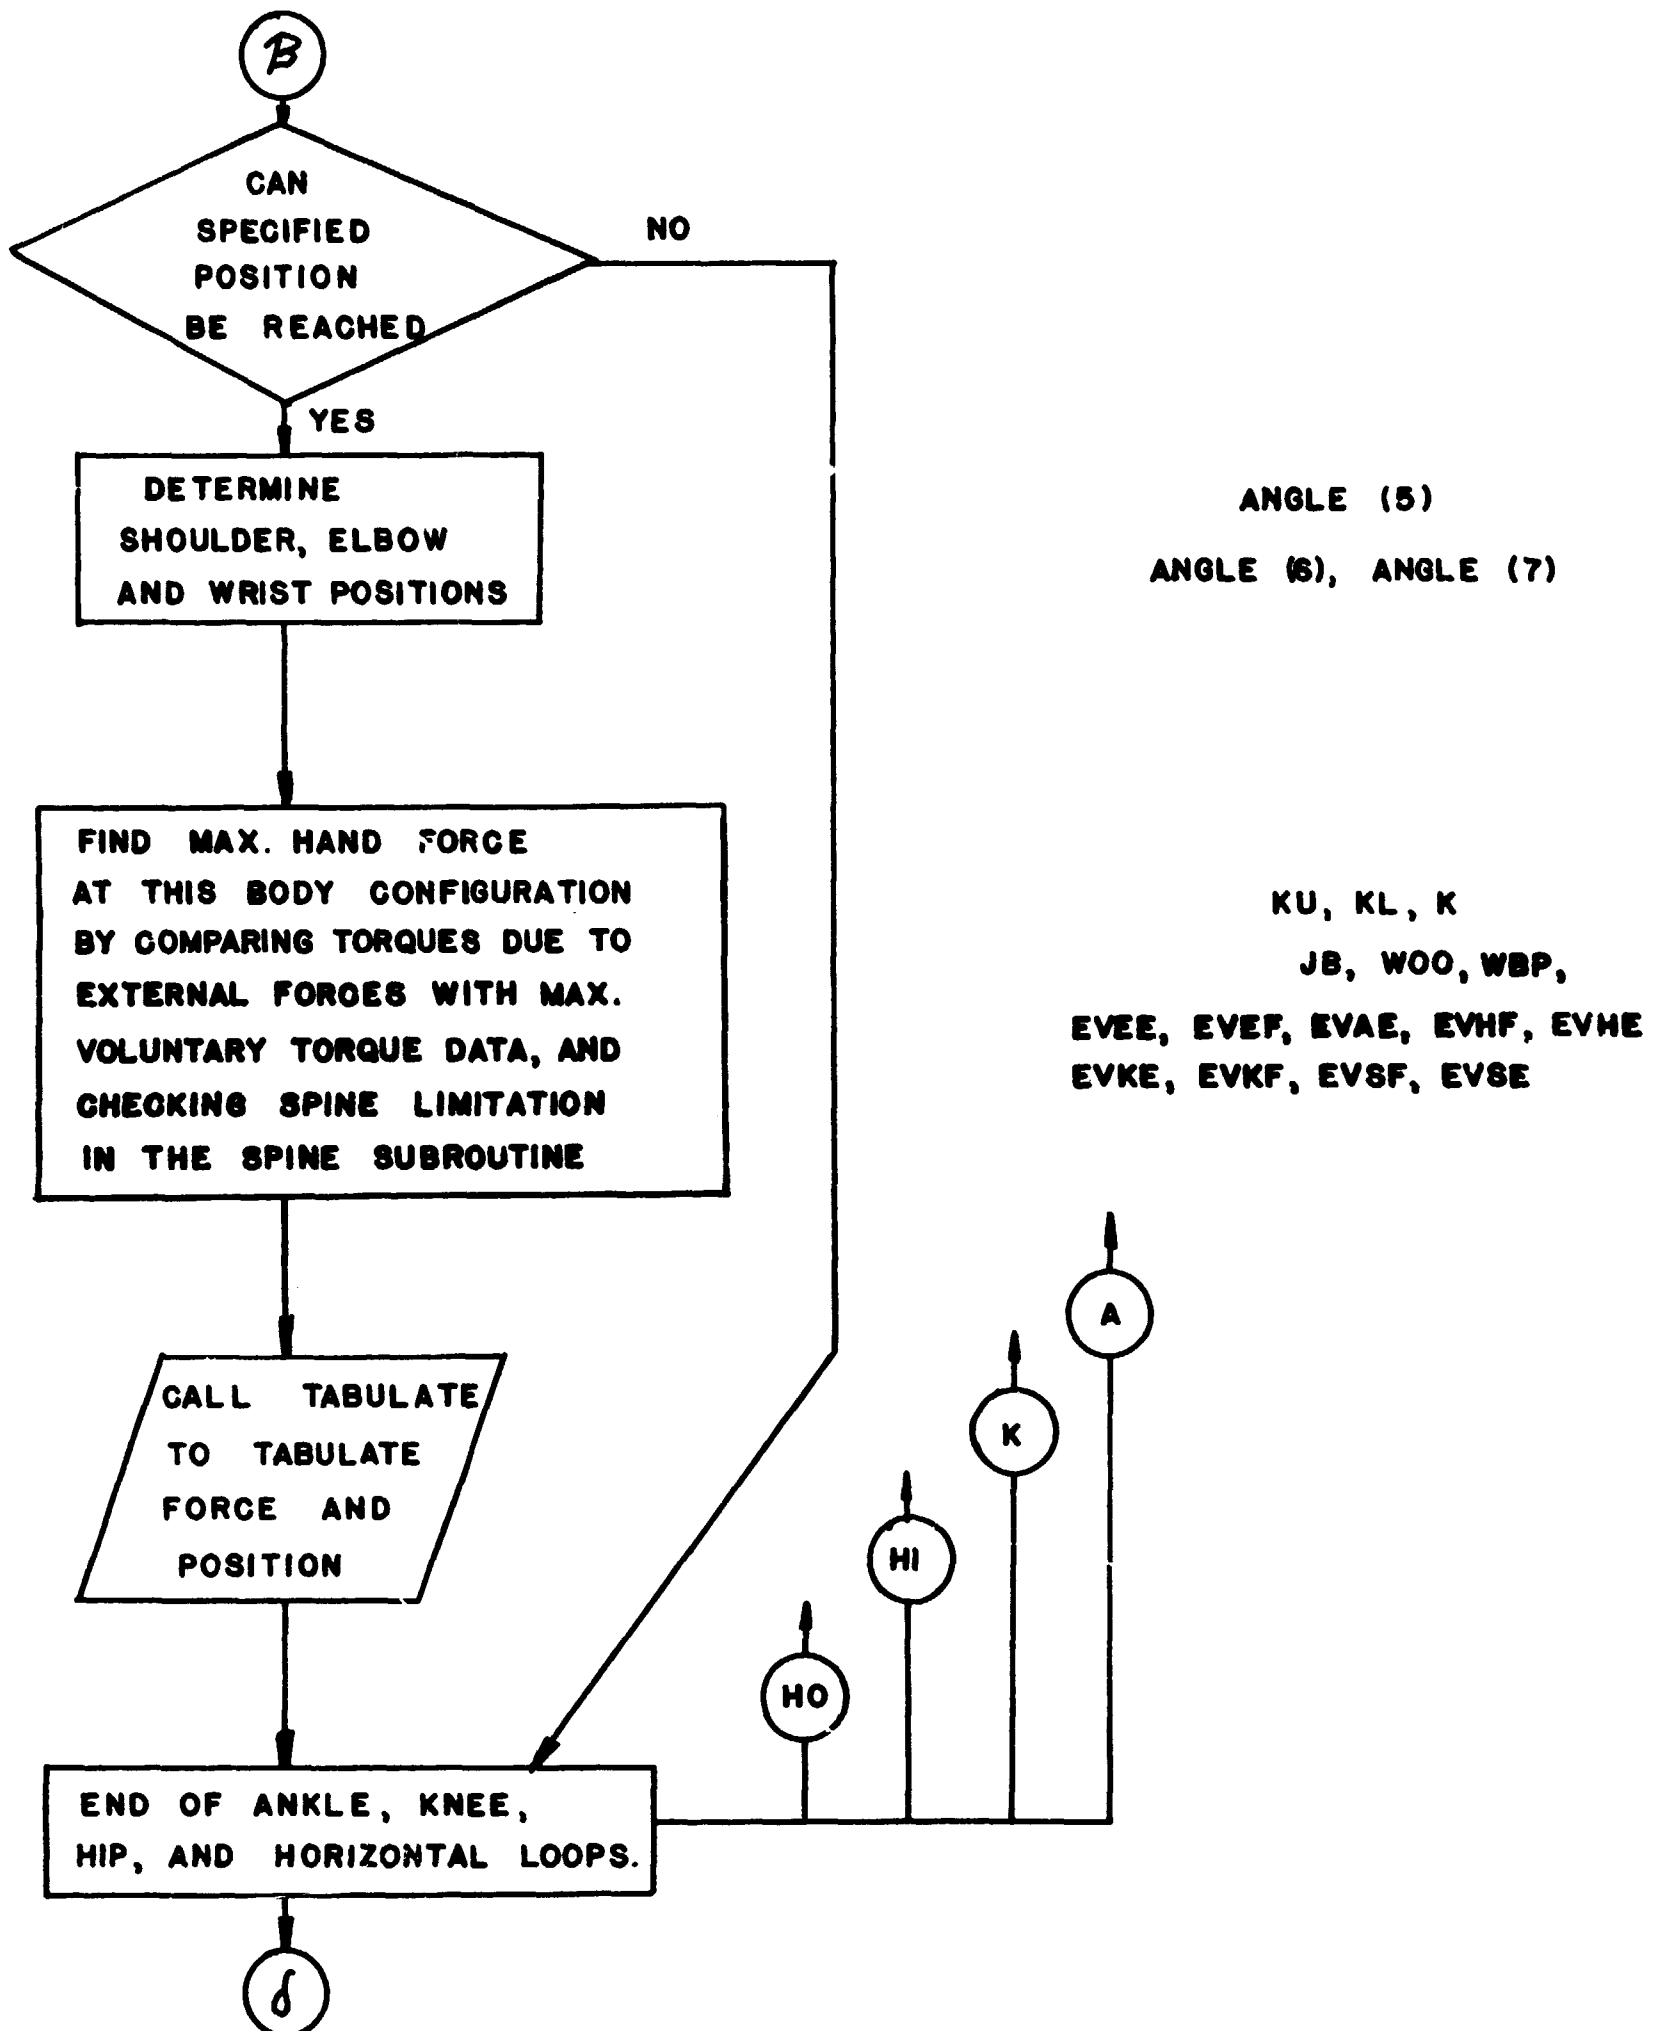 B
CAN
SPECIFIED
POSITION
BE REACHED
NO
YES
DETERMINE
SHOULDER, ELBOW
AND WRIST POSITIONS
ANGLE (5)
ANGLE (6), ANGLE (7)
FIND MAX. HAND FORCE
AT THIS BODY CONFIGURATION
BY COMPARING TORQUES DUE TO
EXTERNAL FORCES WITH MAX.
VOLUNTARY TORQUE DATA, AND
CHECKING SPINE LIMITATION
IN THE SPINE SUBROUTINE
KU, KL, K
JB, WOO, WBP,
EVEE, EVEF, EVAE, EVHF, EVHE
EVKE, EVKF, EVSF, EVSE
CALL TABULATE
TO TABULATE
FORCE AND
POSITION
A
K
HI
HO
END OF ANKLE, KNEE,
HIP, AND HORIZONTAL LOOPS.
δ